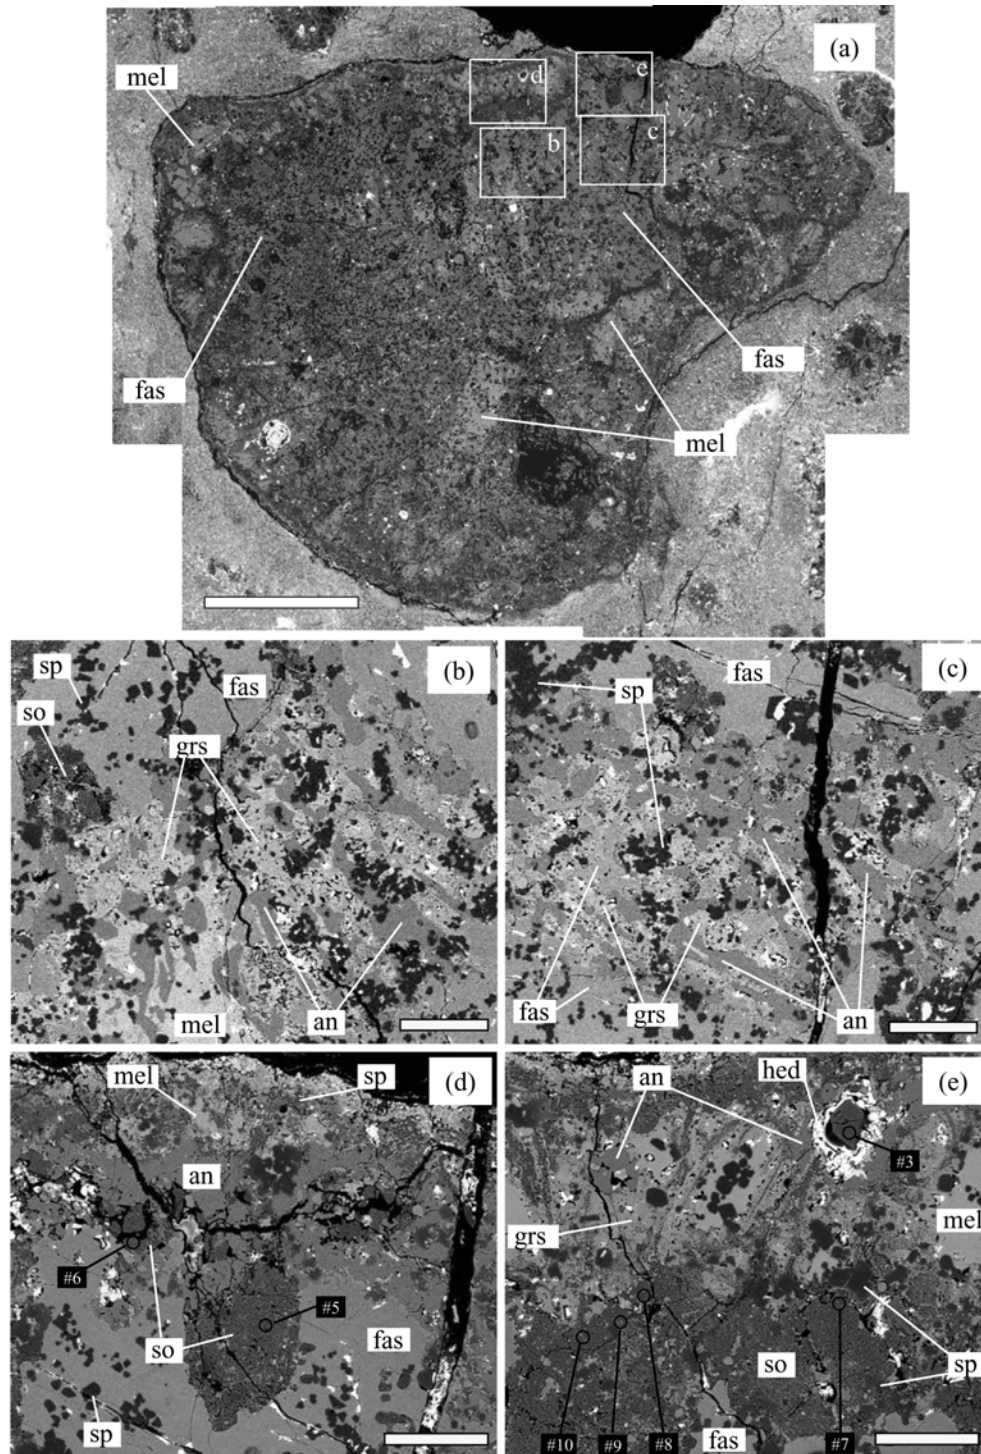 (a)
mel
d
e
b
c
fas
fas
mel
(b)
sp
fas
so
grs
mel
an
(c)
fas
sp
fas
grs
an
(d)
mel
sp
an
#6
#5
so
fas
sp
(e)
an
hed
#3
mel
grs
so
sp
#10
#9
#8
fas
#7